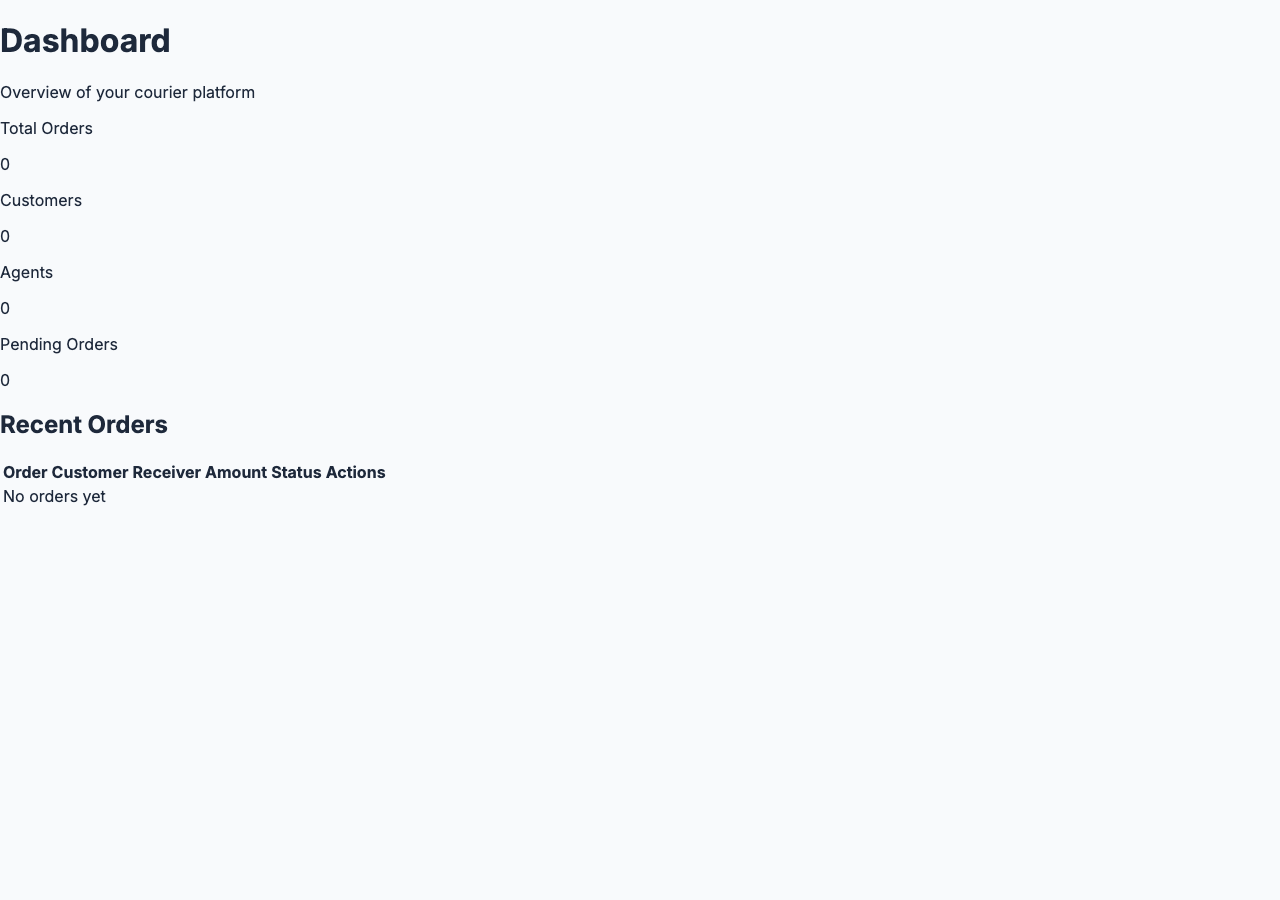 Dashboard
Overview of your courier platform
Total Orders
0
Customers
0
Agents
0
Pending Orders
0
Recent Orders
Order Customer Receiver Amount Status Actions
No orders yet